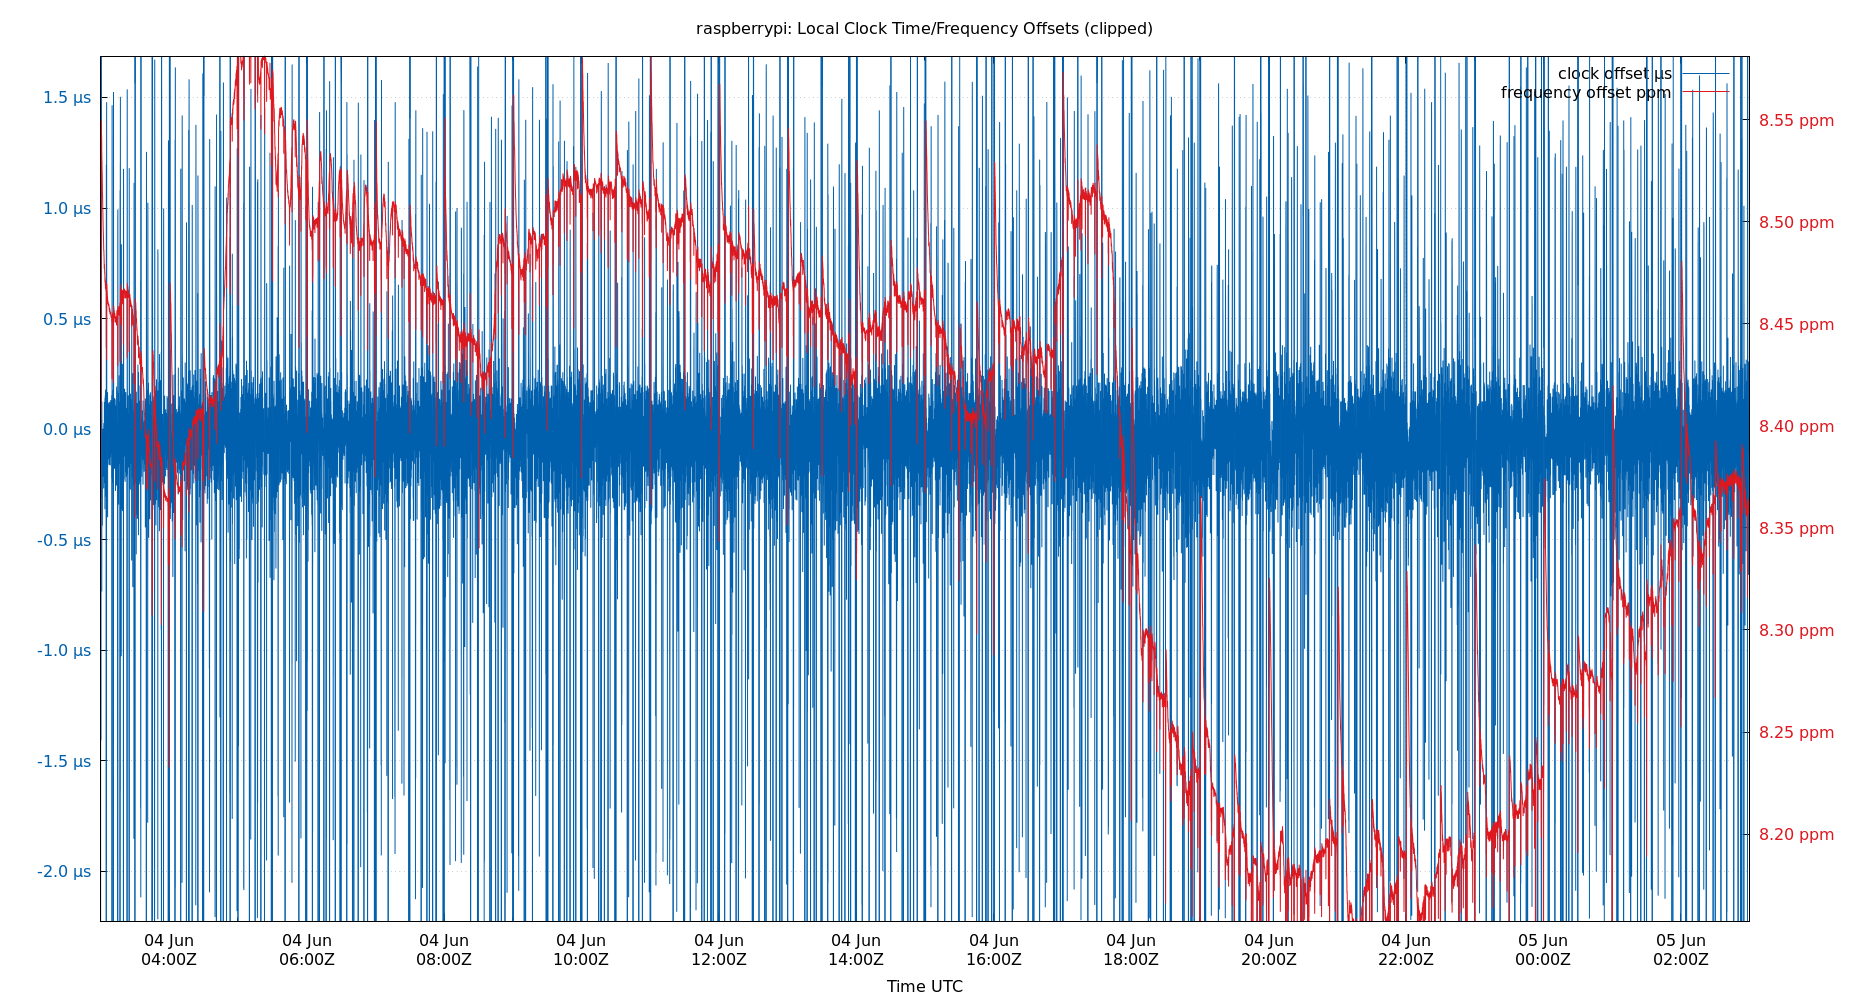 raspberrypi: Local Clock Time/Frequency Offsets (clipped)
clock offset µs
frequency offset ppm
1.5 µs
1.0 µs
0.5 µs
0.0 µs
-0.5 µs
-1.0 µs
-1.5 µs
-2.0 µs
8.55 ppm
8.50 ppm
8.45 ppm
8.40 ppm
8.35 ppm
8.30 ppm
8.25 ppm
8.20 ppm
04 Jun 04 Jun 04 Jun 04 Jun 04 Jun 04 Jun 04 Jun 04 Jun 04 Jun 04 Jun 05 Jun 05 Jun
04:00Z 06:00Z 08:00Z 10:00Z 12:00Z 14:00Z 16:00Z 18:00Z 20:00Z 22:00Z 00:00Z 02:00Z
Time UTC